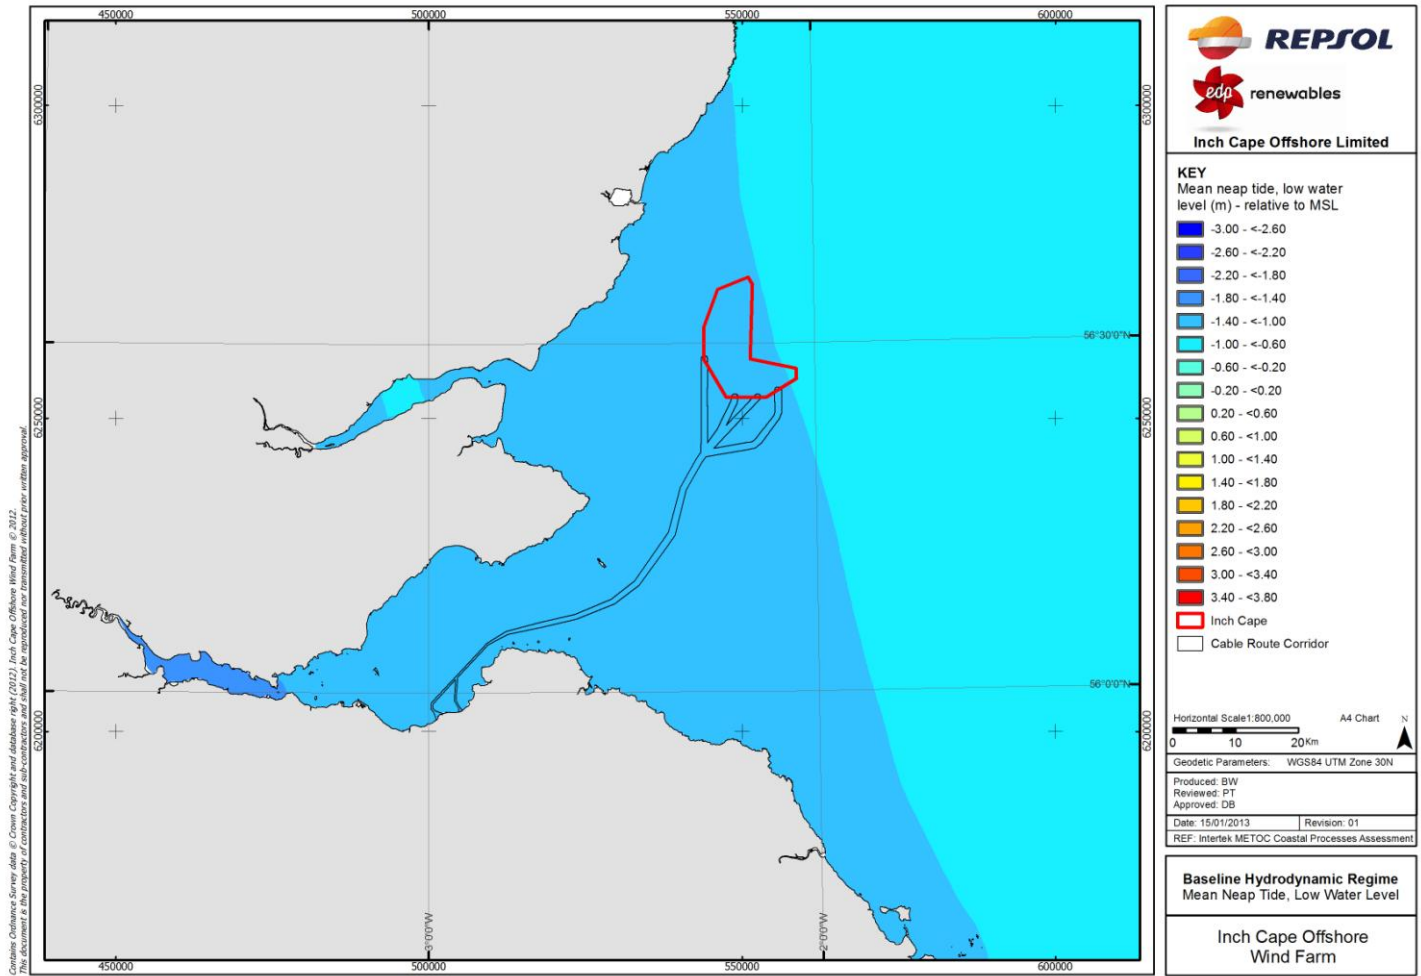 450000
500000
550000
600000
6300000
6300000
6250000
6250000
6200000
6200000
56°30'0"N
56°0'0"N
3°0'0"W
2°0'0"W
450000
500000
550000
600000
Contains Ordnance Survey data © Crown Copyright and database right (2012). Inch Cape Offshore Wind Farm © 2012.
This document is the property of contractors and sub-contractors and shall not be reproduced nor transmitted without prior written approval.
REPSOL
edp renewables
Inch Cape Offshore Limited
KEY
Mean neap tide, low water
level (m) - relative to MSL
-3.00 - <-2.60
-2.60 - <-2.20
-2.20 - <-1.80
-1.80 - <-1.40
-1.40 - <-1.00
-1.00 - <-0.60
-0.60 - <-0.20
-0.20 - <0.20
0.20 - <0.60
0.60 - <1.00
1.00 - <1.40
1.40 - <1.80
1.80 - <2.20
2.20 - <2.60
2.60 - <3.00
3.00 - <3.40
3.40 - <3.80
Inch Cape
Cable Route Corridor
Horizontal Scale1:800,000 A4 Chart N
0 10 20 Km
Geodetic Parameters: WGS84 UTM Zone 30N
Produced: BW
Reviewed: PT
Approved: DB
Date: 15/01/2013 Revision: 01
REF: Intertek METOC Coastal Processes Assessment
Baseline Hydrodynamic Regime
Mean Neap Tide, Low Water Level
Inch Cape Offshore
Wind Farm